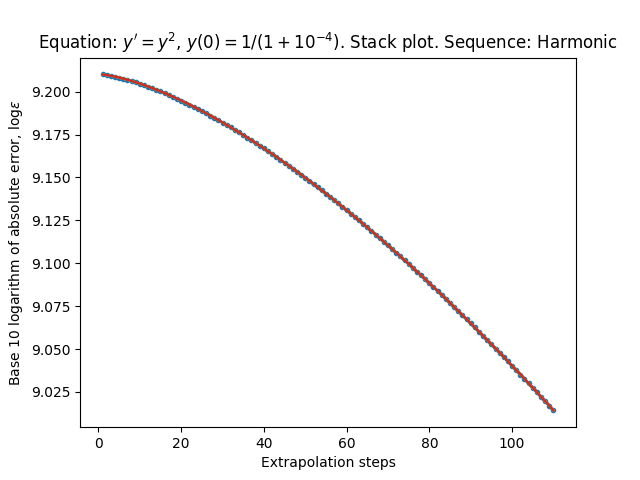 Equation: y′ = y², y(0) = 1/(1 + 10⁻⁴). Stack plot. Sequence: Harmonic
9.200
9.175
9.150
9.125
9.100
9.075
9.050
9.025
Base 10 logarithm of absolute error, logε
0 20 40 60 80 100
Extrapolation steps